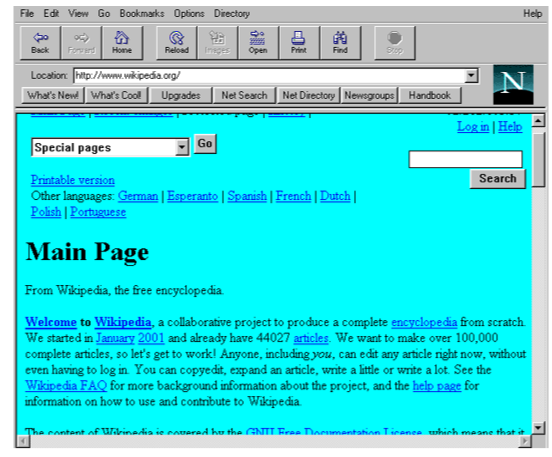 File Edit View Go Bookmarks Options Directory Help
Back Forward Home Reload Images Open Print Find Stop
Location: http://www.wikipedia.org/
N
What's New! What's Cool! Upgrades Net Search Net Directory Newsgroups Handbook
Log in | Help
Special pages Go
Search
Printable version
Other languages: German | Esperanto | Spanish | French | Dutch |
Polish | Portuguese
Main Page
From Wikipedia, the free encyclopedia.
Welcome to Wikipedia, a collaborative project to produce a complete encyclopedia from scratch.
We started in January 2001 and already have 44027 articles. We want to make over 100,000
complete articles, so let's get to work! Anyone, including you, can edit any article right now, without
even having to log in. You can copyedit, expand an article, write a little or write a lot. See the
Wikipedia FAQ for more background information about the project, and the help page for
information on how to use and contribute to Wikipedia.
The content of Wikipedia is covered by the GNU Free Documentation License, which means that it